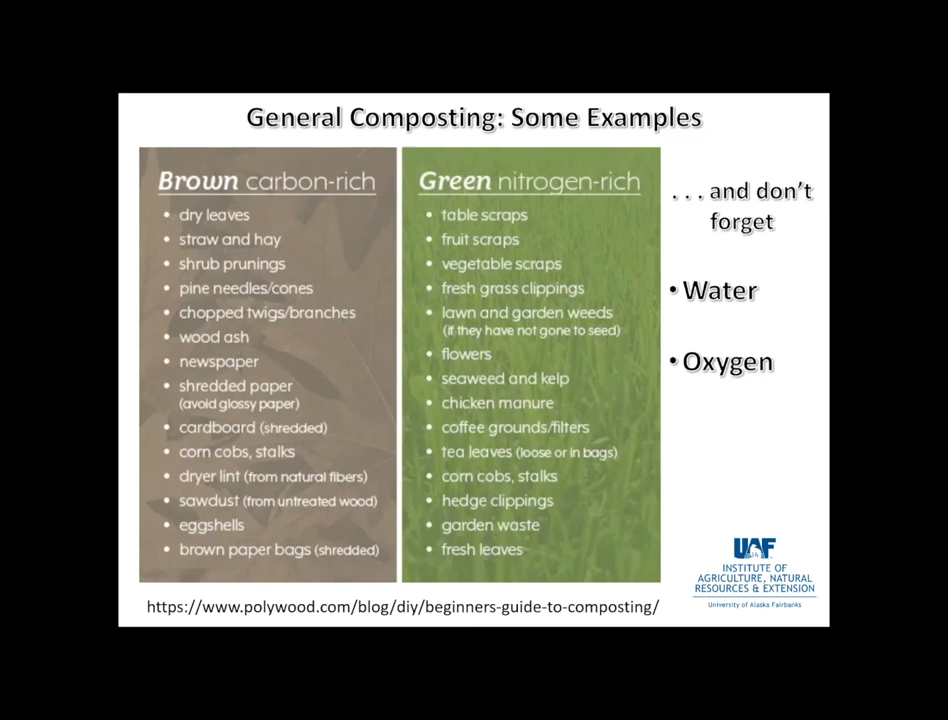 General Composting: Some Examples
Brown carbon-rich
• dry leaves
• straw and hay
• shrub prunings
• pine needles/cones
• chopped twigs/branches
• wood ash
• newspaper
• shredded paper
(avoid glossy paper)
• cardboard (shredded)
• corn cobs, stalks
• dryer lint (from natural fibers)
• sawdust (from untreated wood)
• eggshells
• brown paper bags (shredded)
Green nitrogen-rich
• table scraps
• fruit scraps
• vegetable scraps
• fresh grass clippings
• lawn and garden weeds
(if they have not gone to seed)
• flowers
• seaweed and kelp
• chicken manure
• coffee grounds/filters
• tea leaves (loose or in bags)
• corn cobs, stalks
• hedge clippings
• garden waste
• fresh leaves
. . . and don’t
forget
• Water
• Oxygen
UAF
INSTITUTE OF
AGRICULTURE, NATURAL
RESOURCES & EXTENSION
University of Alaska Fairbanks
https://www.polywood.com/blog/diy/beginners-guide-to-composting/